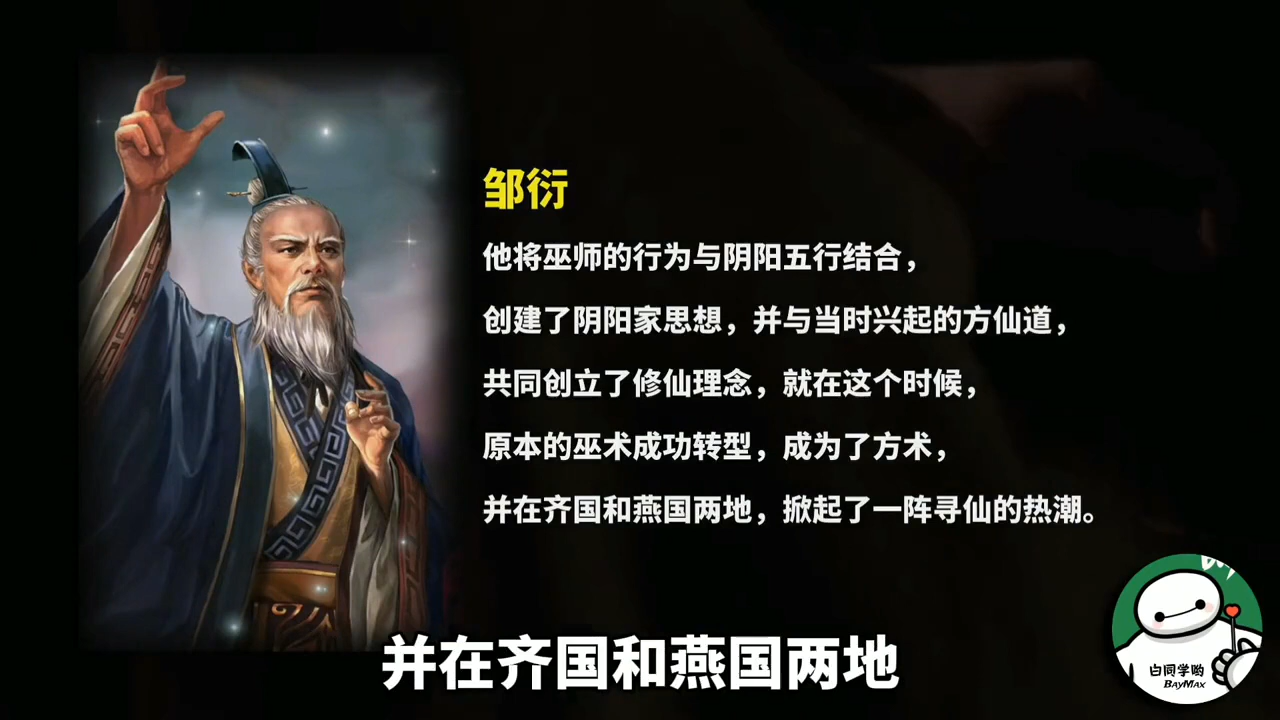 邹衍
他将巫师的行为与阴阳五行结合，
创建了阴阳家思想，并与当时兴起的方仙道，
共同创立了修仙理念，就在这个时候，
原本的巫术成功转型，成为了方术，
并在齐国和燕国两地，掀起了一阵寻仙的热潮。
并在齐国和燕国两地
白同学哟
BAYMAX